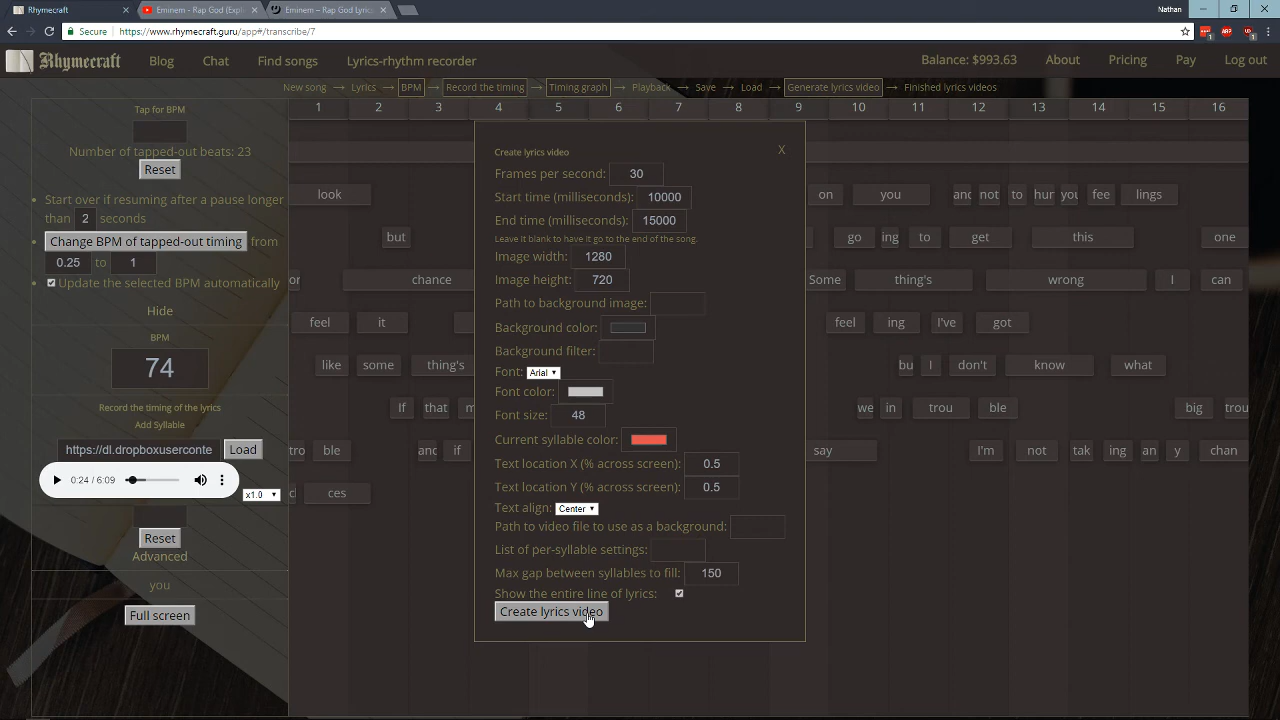 Rhymecraft
Eminem - Rap God (Expli
Eminem – Rap God Lyrics
Nathan
Secure
https://www.rhymecraft.guru/app#/transcribe/7
Rhymecraft
Blog
Chat
Find songs
Lyrics-rhythm recorder
Balance: $993.63
About
Pricing
Pay
Log out
New song → Lyrics → BPM → Record the timing → Timing graph → Playback → Save → Load → Generate lyrics video → Finished lyrics videos
Tap for BPM
Number of tapped-out beats: 23
Reset
Start over if resuming after a pause longer
than 2 seconds
Change BPM of tapped-out timing from
0.25 to 1
Update the selected BPM automatically
Hide
BPM
74
Record the timing of the lyrics
Add Syllable
https://dl.dropboxuserconte Load
0:24 / 6:09
x1.0
Reset
Advanced
you
Full screen
1 2 3 4 5 6 7 8 9 10 11 12 13 14 15 16
look on you and not to hur you fee lings
but go ing to get this one
or chance Some thing's wrong I can
feel it feel ing I've got
like some thing's bu I don't know what
If that m we in trou ble big trou
tro ble and if say I'm not tak ing an y chan
cl ces
Create lyrics video
X
Frames per second: 30
Start time (milliseconds): 10000
End time (milliseconds): 15000
Leave it blank to have it go to the end of the song.
Image width: 1280
Image height: 720
Path to background image:
Background color:
Background filter:
Font: Arial
Font color:
Font size: 48
Current syllable color:
Text location X (% across screen): 0.5
Text location Y (% across screen): 0.5
Text align: Center
Path to video file to use as a background:
List of per-syllable settings:
Max gap between syllables to fill: 150
Show the entire line of lyrics:
Create lyrics video